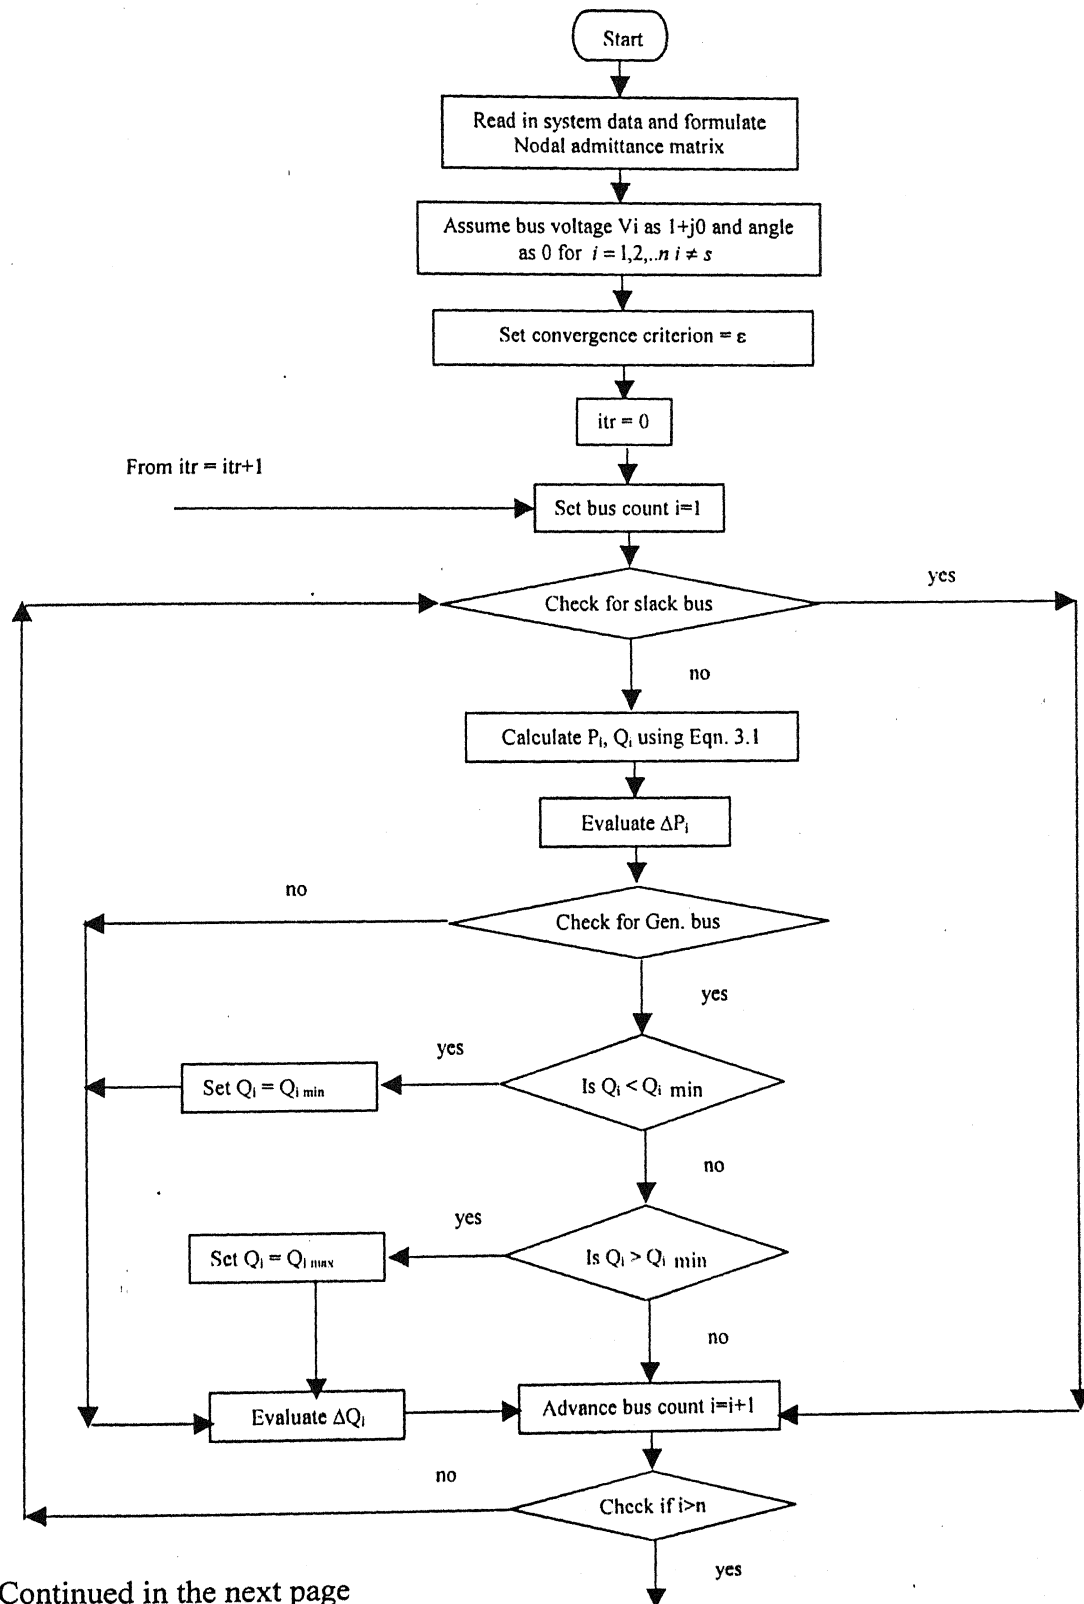 Start
Read in system data and formulate
Nodal admittance matrix
Assume bus voltage Vi as 1+j0 and angle
as 0 for i = 1,2,..n i ≠ s
Set convergence criterion = ε
itr = 0
From itr = itr+1
Set bus count i=1
Check for slack bus
yes
no
Calculate Pi, Qi using Eqn. 3.1
Evaluate ΔPi
no
Check for Gen. bus
yes
yes
Set Qi = Qi min
Is Qi < Qi min
no
yes
Set Qi = Qi max
Is Qi > Qi min
no
Evaluate ΔQi
Advance bus count i=i+1
no
Check if i>n
yes
Continued in the next page